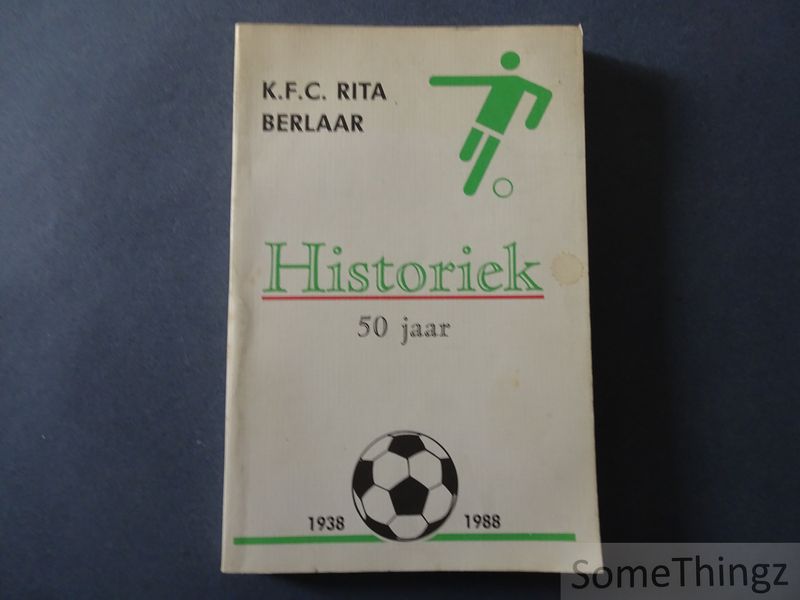 K.F.C. RITA
BERLAAR
Historiek
50 jaar
1938 1988
SomeThingz